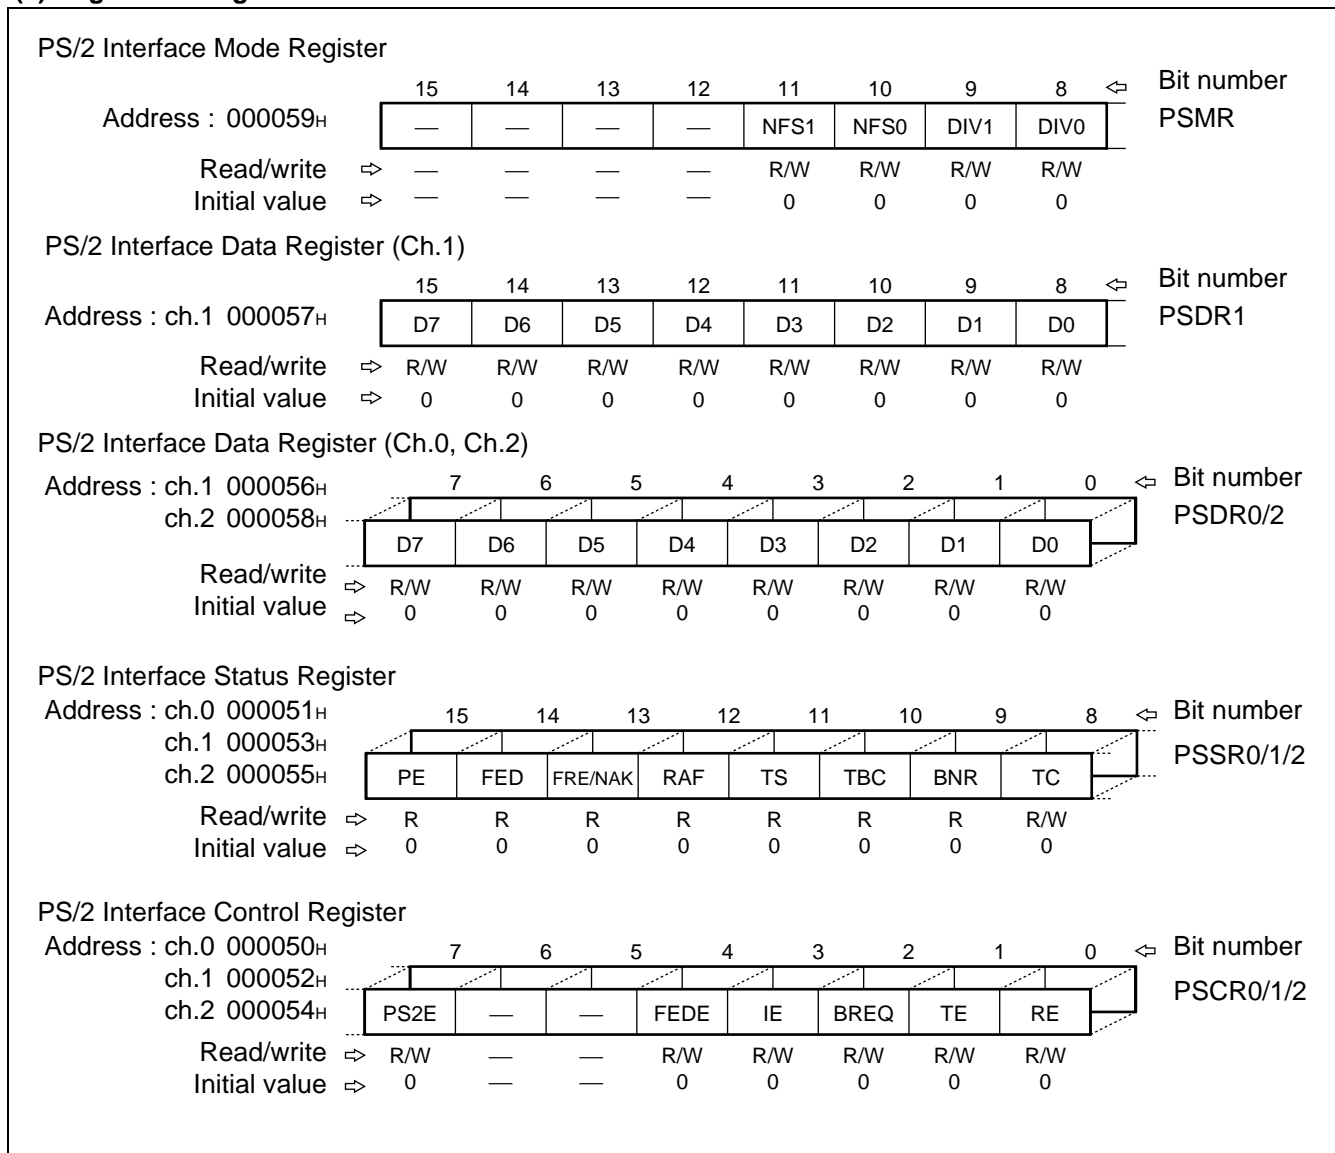 PS/2 Interface Mode Register
15 14 13 12 11 10 9 8 ⇦ Bit number
Address : 000059H — — — — NFS1 NFS0 DIV1 DIV0 PSMR
Read/write ⇨ — — — — R/W R/W R/W R/W
Initial value ⇨ — — — — 0 0 0 0
PS/2 Interface Data Register (Ch.1)
15 14 13 12 11 10 9 8 ⇦ Bit number
Address : ch.1 000057H D7 D6 D5 D4 D3 D2 D1 D0 PSDR1
Read/write ⇨ R/W R/W R/W R/W R/W R/W R/W R/W
Initial value ⇨ 0 0 0 0 0 0 0 0
PS/2 Interface Data Register (Ch.0, Ch.2)
Address : ch.1 000056H 7 6 5 4 3 2 1 0 ⇦ Bit number
ch.2 000058H PSDR0/2
D7 D6 D5 D4 D3 D2 D1 D0
Read/write ⇨ R/W R/W R/W R/W R/W R/W R/W R/W
Initial value ⇨ 0 0 0 0 0 0 0 0
PS/2 Interface Status Register
Address : ch.0 000051H 15 14 13 12 11 10 9 8 ⇦ Bit number
ch.1 000053H PSSR0/1/2
ch.2 000055H PE FED FRE/NAK RAF TS TBC BNR TC
Read/write ⇨ R R R R R R R R/W
Initial value ⇨ 0 0 0 0 0 0 0 0
PS/2 Interface Control Register
Address : ch.0 000050H 7 6 5 4 3 2 1 0 ⇦ Bit number
ch.1 000052H PSCR0/1/2
ch.2 000054H PS2E — — FEDE IE BREQ TE RE
Read/write ⇨ R/W — — R/W R/W R/W R/W R/W
Initial value ⇨ 0 — — 0 0 0 0 0